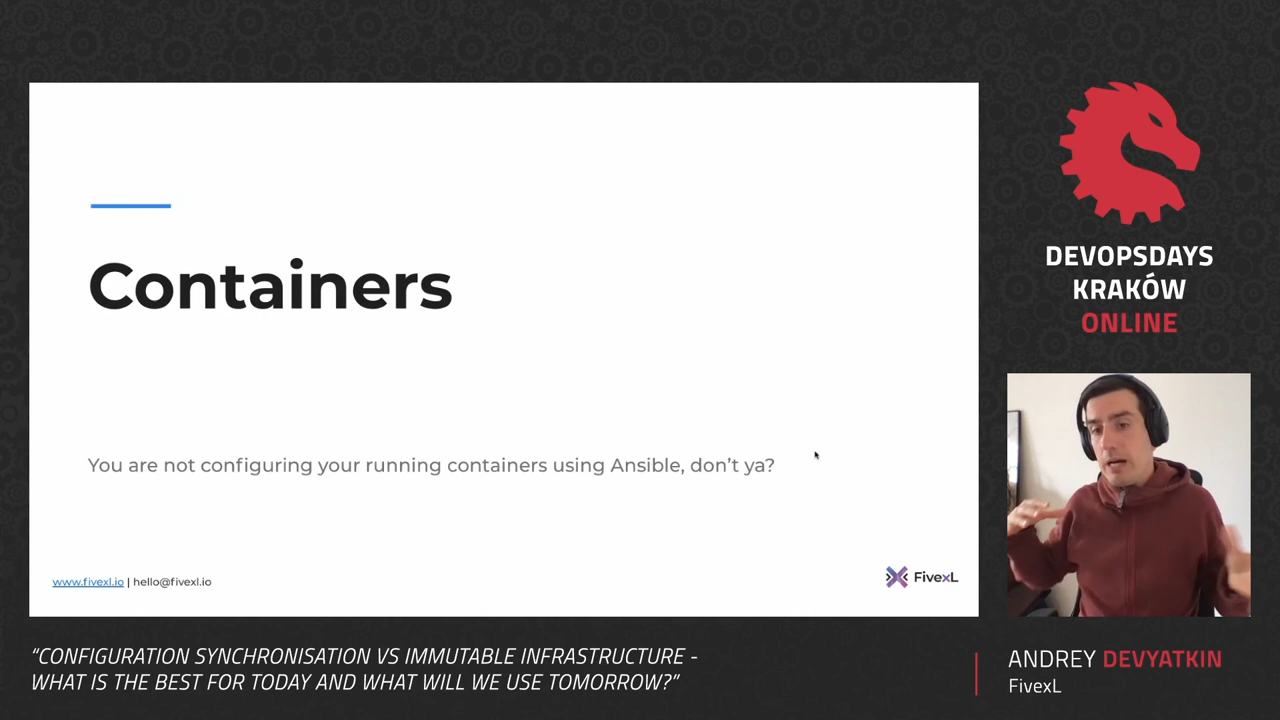 Containers
You are not configuring your running containers using Ansible, don’t ya?
www.fivexl.io | hello@fivexl.io
FivexL
DEVOPSDAYS
KRAKÓW
ONLINE
“CONFIGURATION SYNCHRONISATION VS IMMUTABLE INFRASTRUCTURE -
WHAT IS THE BEST FOR TODAY AND WHAT WILL WE USE TOMORROW?”
ANDREY DEVYATKIN
FivexL